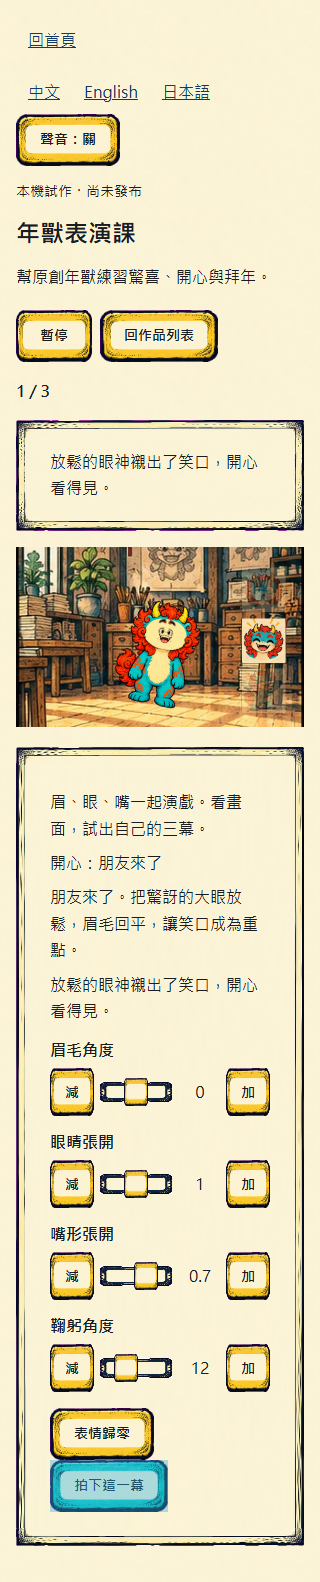 回首頁
中文 English 日本語
聲音：關
本機試作・尚未發布
年獸表演課
幫原創年獸練習驚喜、開心與拜年。
暫停 回作品列表
1 / 3
放鬆的眼神襯出了笑口，開心
看得見。
眉、眼、嘴一起演戲。看畫
面，試出自己的三幕。
開心：朋友來了
朋友來了。把驚訝的大眼放
鬆，眉毛回平，讓笑口成為重
點。
放鬆的眼神襯出了笑口，開心
看得見。
眉毛角度
減 0 加
眼睛張開
減 1 加
嘴形張開
減 0.7 加
鞠躬角度
減 12 加
表情歸零
拍下這一幕